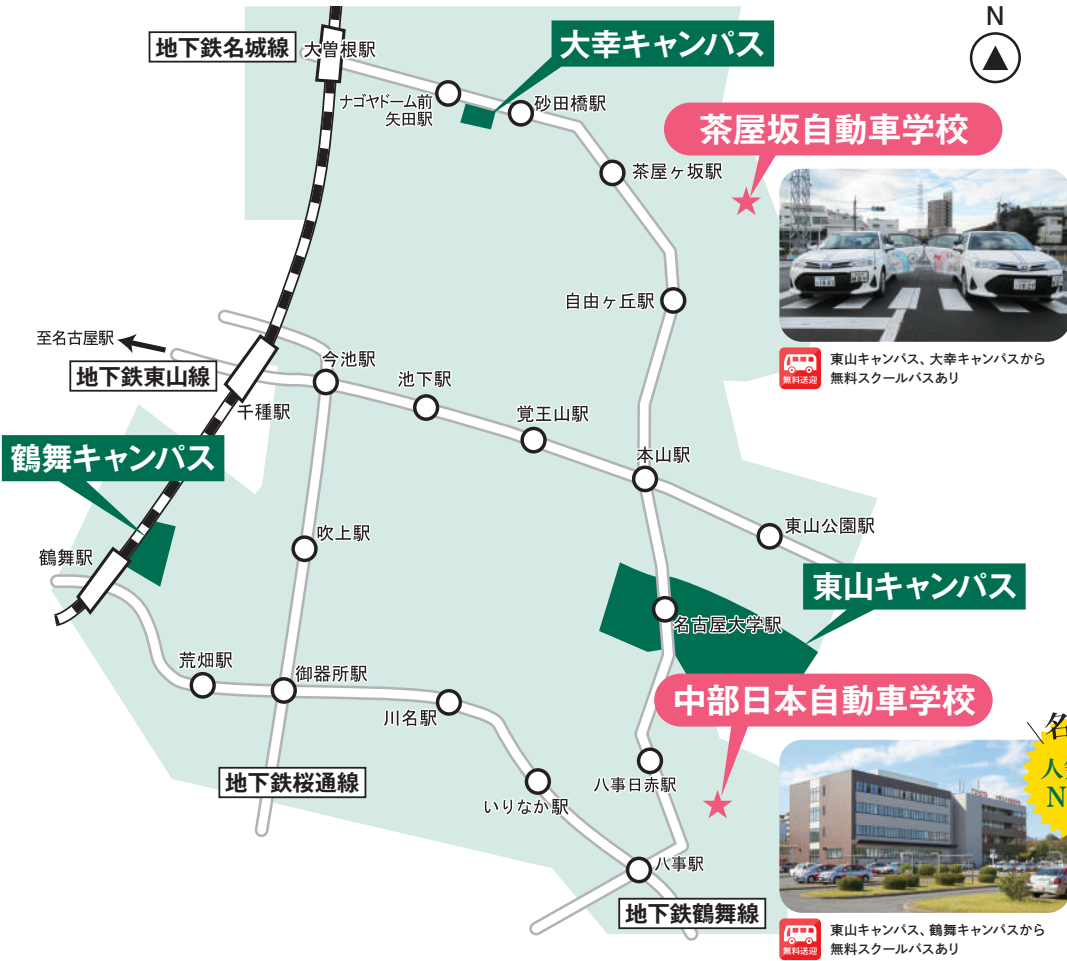 N
地下鉄名城線
大曽根駅
大幸キャンパス
ナゴヤドーム前
矢田駅
砂田橋駅
茶屋坂自動車学校
茶屋ヶ坂駅
自由ヶ丘駅
無料送迎
東山キャンパス、大幸キャンパスから
無料スクールバスあり
至名古屋駅
地下鉄東山線
今池駅
池下駅
千種駅
覚王山駅
鶴舞キャンパス
本山駅
吹上駅
東山公園駅
鶴舞駅
東山キャンパス
名古屋大学駅
荒畑駅
御器所駅
川名駅
中部日本自動車学校
名
人
N
地下鉄桜通線
いりなか駅
八事日赤駅
八事駅
地下鉄鶴舞線
無料送迎
東山キャンパス、鶴舞キャンパスから
無料スクールバスあり